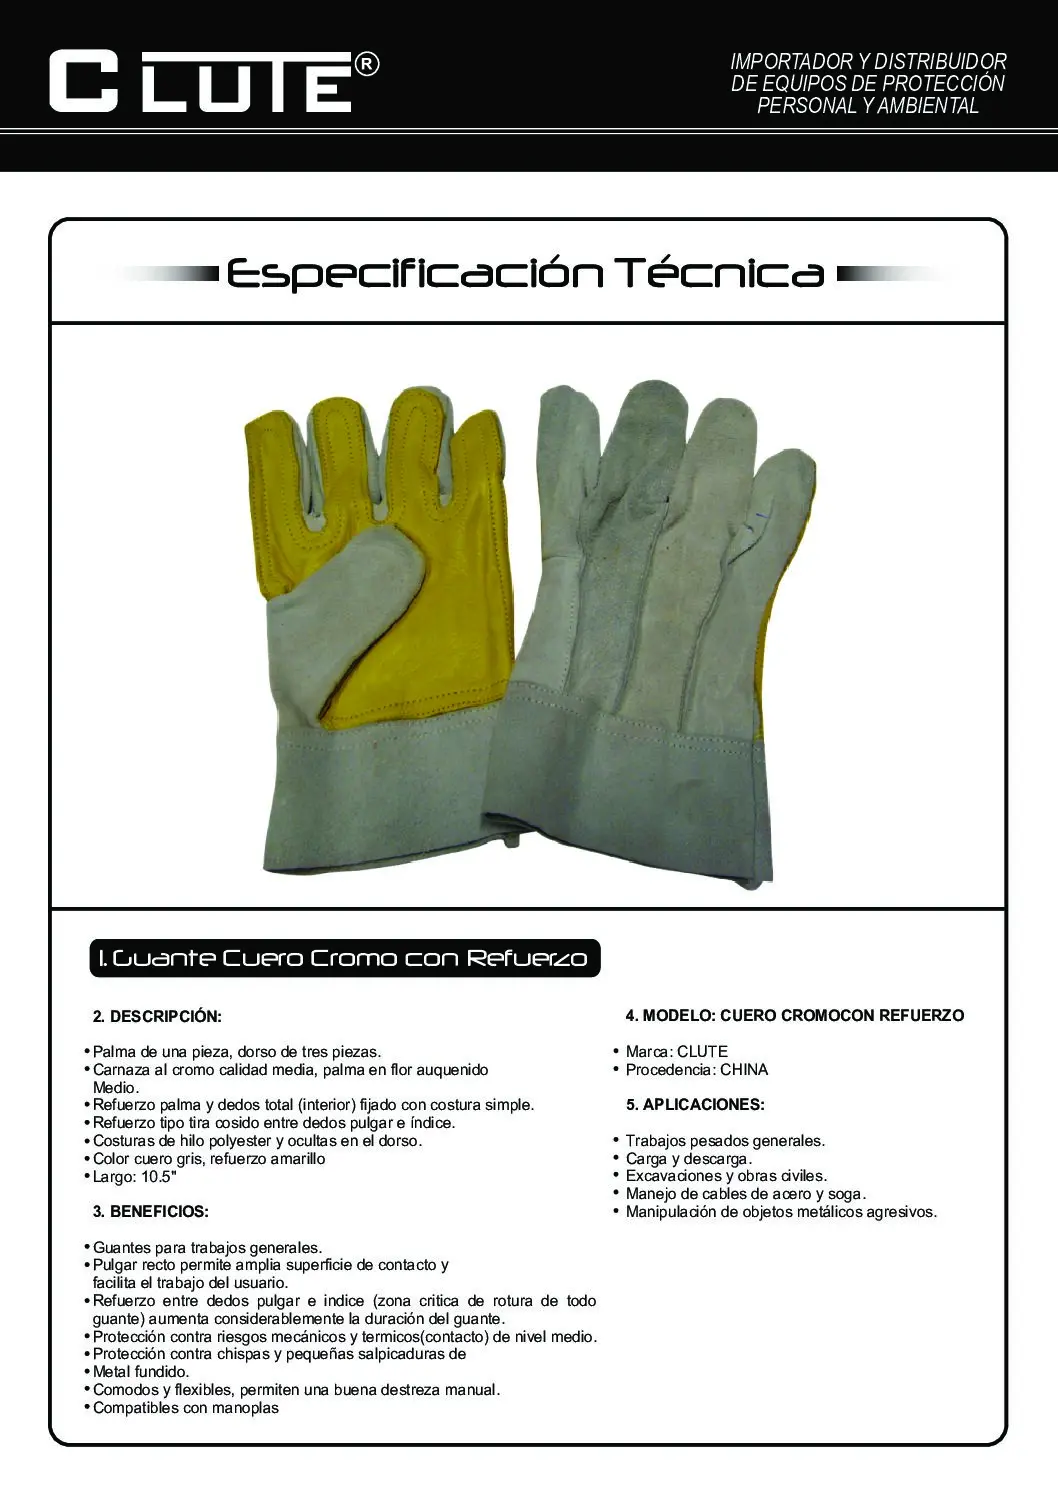 CLUTE®
IMPORTADOR Y DISTRIBUIDOR
DE EQUIPOS DE PROTECCIÓN
PERSONAL Y AMBIENTAL
Especificación Técnica
1. Guante Cuero Cromo con Refuerzo
2. DESCRIPCIÓN:
• Palma de una pieza, dorso de tres piezas.
• Carnaza al cromo calidad media, palma en flor auquenido
Medio.
• Refuerzo palma y dedos total (interior) fijado con costura simple.
• Refuerzo tipo tira cosido entre dedos pulgar e índice.
• Costuras de hilo polyester y ocultas en el dorso.
• Color cuero gris, refuerzo amarillo
• Largo: 10.5"
3. BENEFICIOS:
• Guantes para trabajos generales.
• Pulgar recto permite amplia superficie de contacto y
facilita el trabajo del usuario.
• Refuerzo entre dedos pulgar e indice (zona critica de rotura de todo
guante) aumenta considerablemente la duración del guante.
• Protección contra riesgos mecánicos y termicos(contacto) de nivel medio.
• Protección contra chispas y pequeñas salpicaduras de
• Metal fundido.
• Comodos y flexibles, permiten una buena destreza manual.
• Compatibles con manoplas
4. MODELO: CUERO CROMOCON REFUERZO
• Marca: CLUTE
• Procedencia: CHINA
5. APLICACIONES:
• Trabajos pesados generales.
• Carga y descarga.
• Excavaciones y obras civiles.
• Manejo de cables de acero y soga.
• Manipulación de objetos metálicos agresivos.